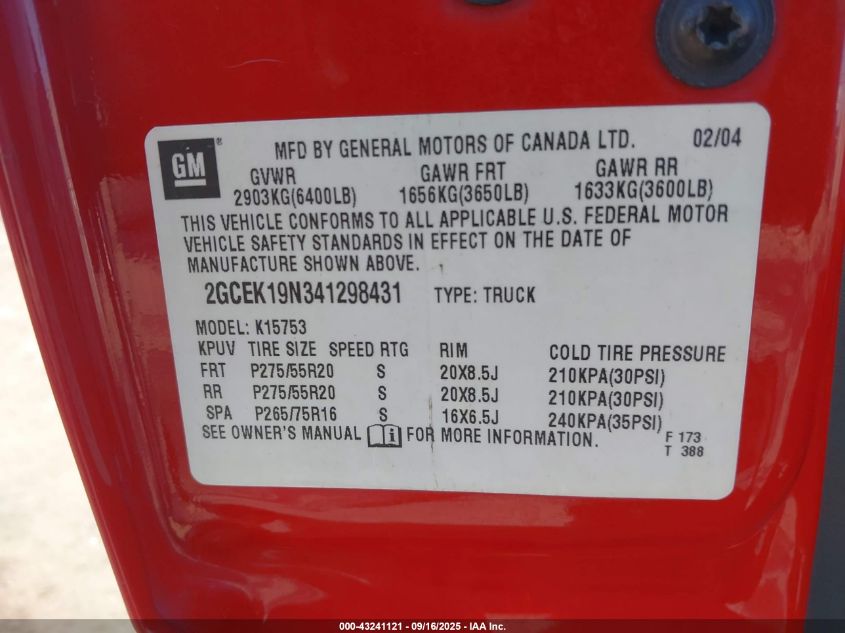 GM ® MFD BY GENERAL MOTORS OF CANADA LTD. 02/04
GVWR GAWR FRT GAWR RR
2903KG(6400LB) 1656KG(3650LB) 1633KG(3600LB)
THIS VEHICLE CONFORMS TO ALL APPLICABLE U.S. FEDERAL MOTOR
VEHICLE SAFETY STANDARDS IN EFFECT ON THE DATE OF
MANUFACTURE SHOWN ABOVE.
2GCEK19N341298431 TYPE: TRUCK
MODEL: K15753
KPUV TIRE SIZE SPEED RTG RIM COLD TIRE PRESSURE
FRT P275/55R20 S 20X8.5J 210KPA(30PSI)
RR P275/55R20 S 20X8.5J 210KPA(30PSI)
SPA P265/75R16 S 16X6.5J 240KPA(35PSI)
SEE OWNER'S MANUAL FOR MORE INFORMATION. F 173
T 388
000-43241121 - 09/16/2025 - IAA Inc.